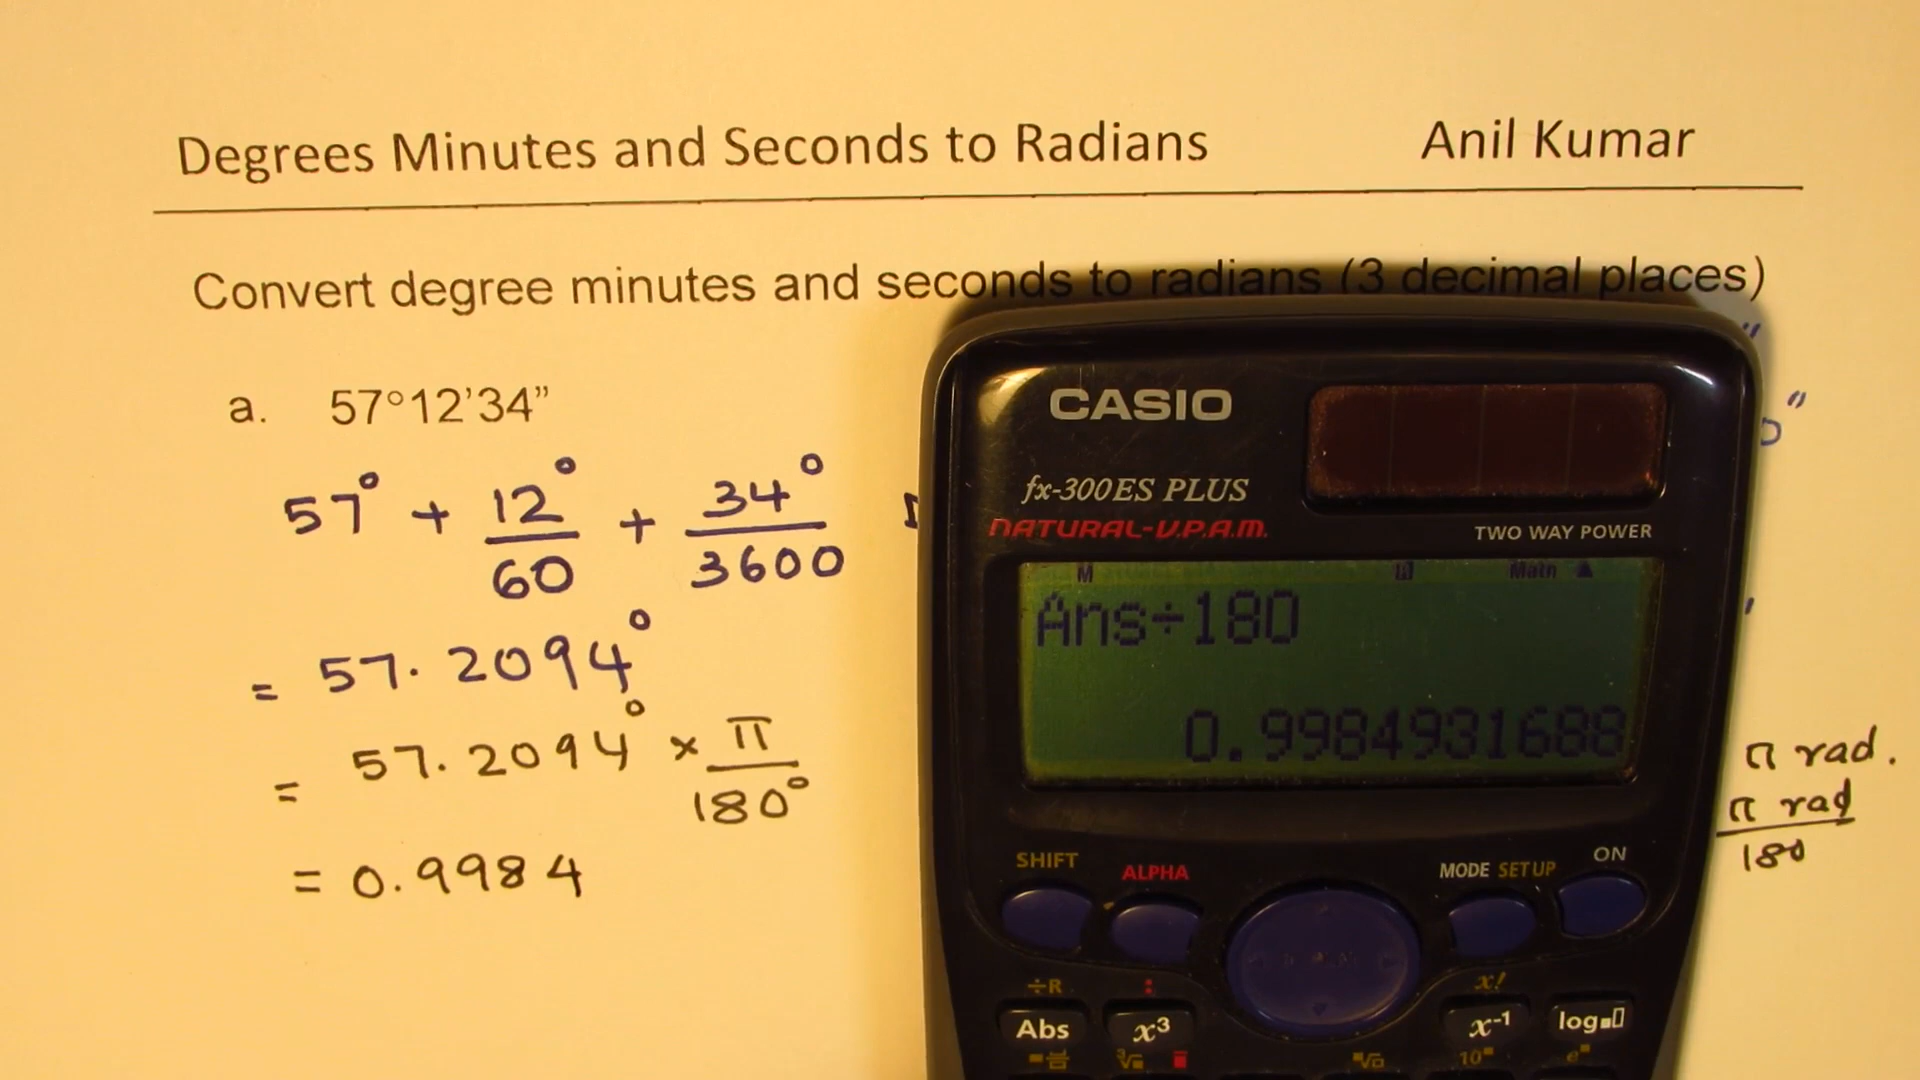 Degrees Minutes and Seconds to Radians Anil Kumar
Convert degree minutes and seconds to radians (3 decimal places)
a. 57°12’34”
57° + 12°/60 + 34°/3600
= 57.2094°
= 57.2094° × π/180°
= 0.9984
π rad.
π rad/180
CASIO
fx-300ES PLUS
NATURAL-V.P.A.M.
TWO WAY POWER
M Math ▲
Ans÷180
0.9984931688
SHIFT ALPHA MODE SETUP ON
÷R : x!
Abs x³ x⁻¹ log